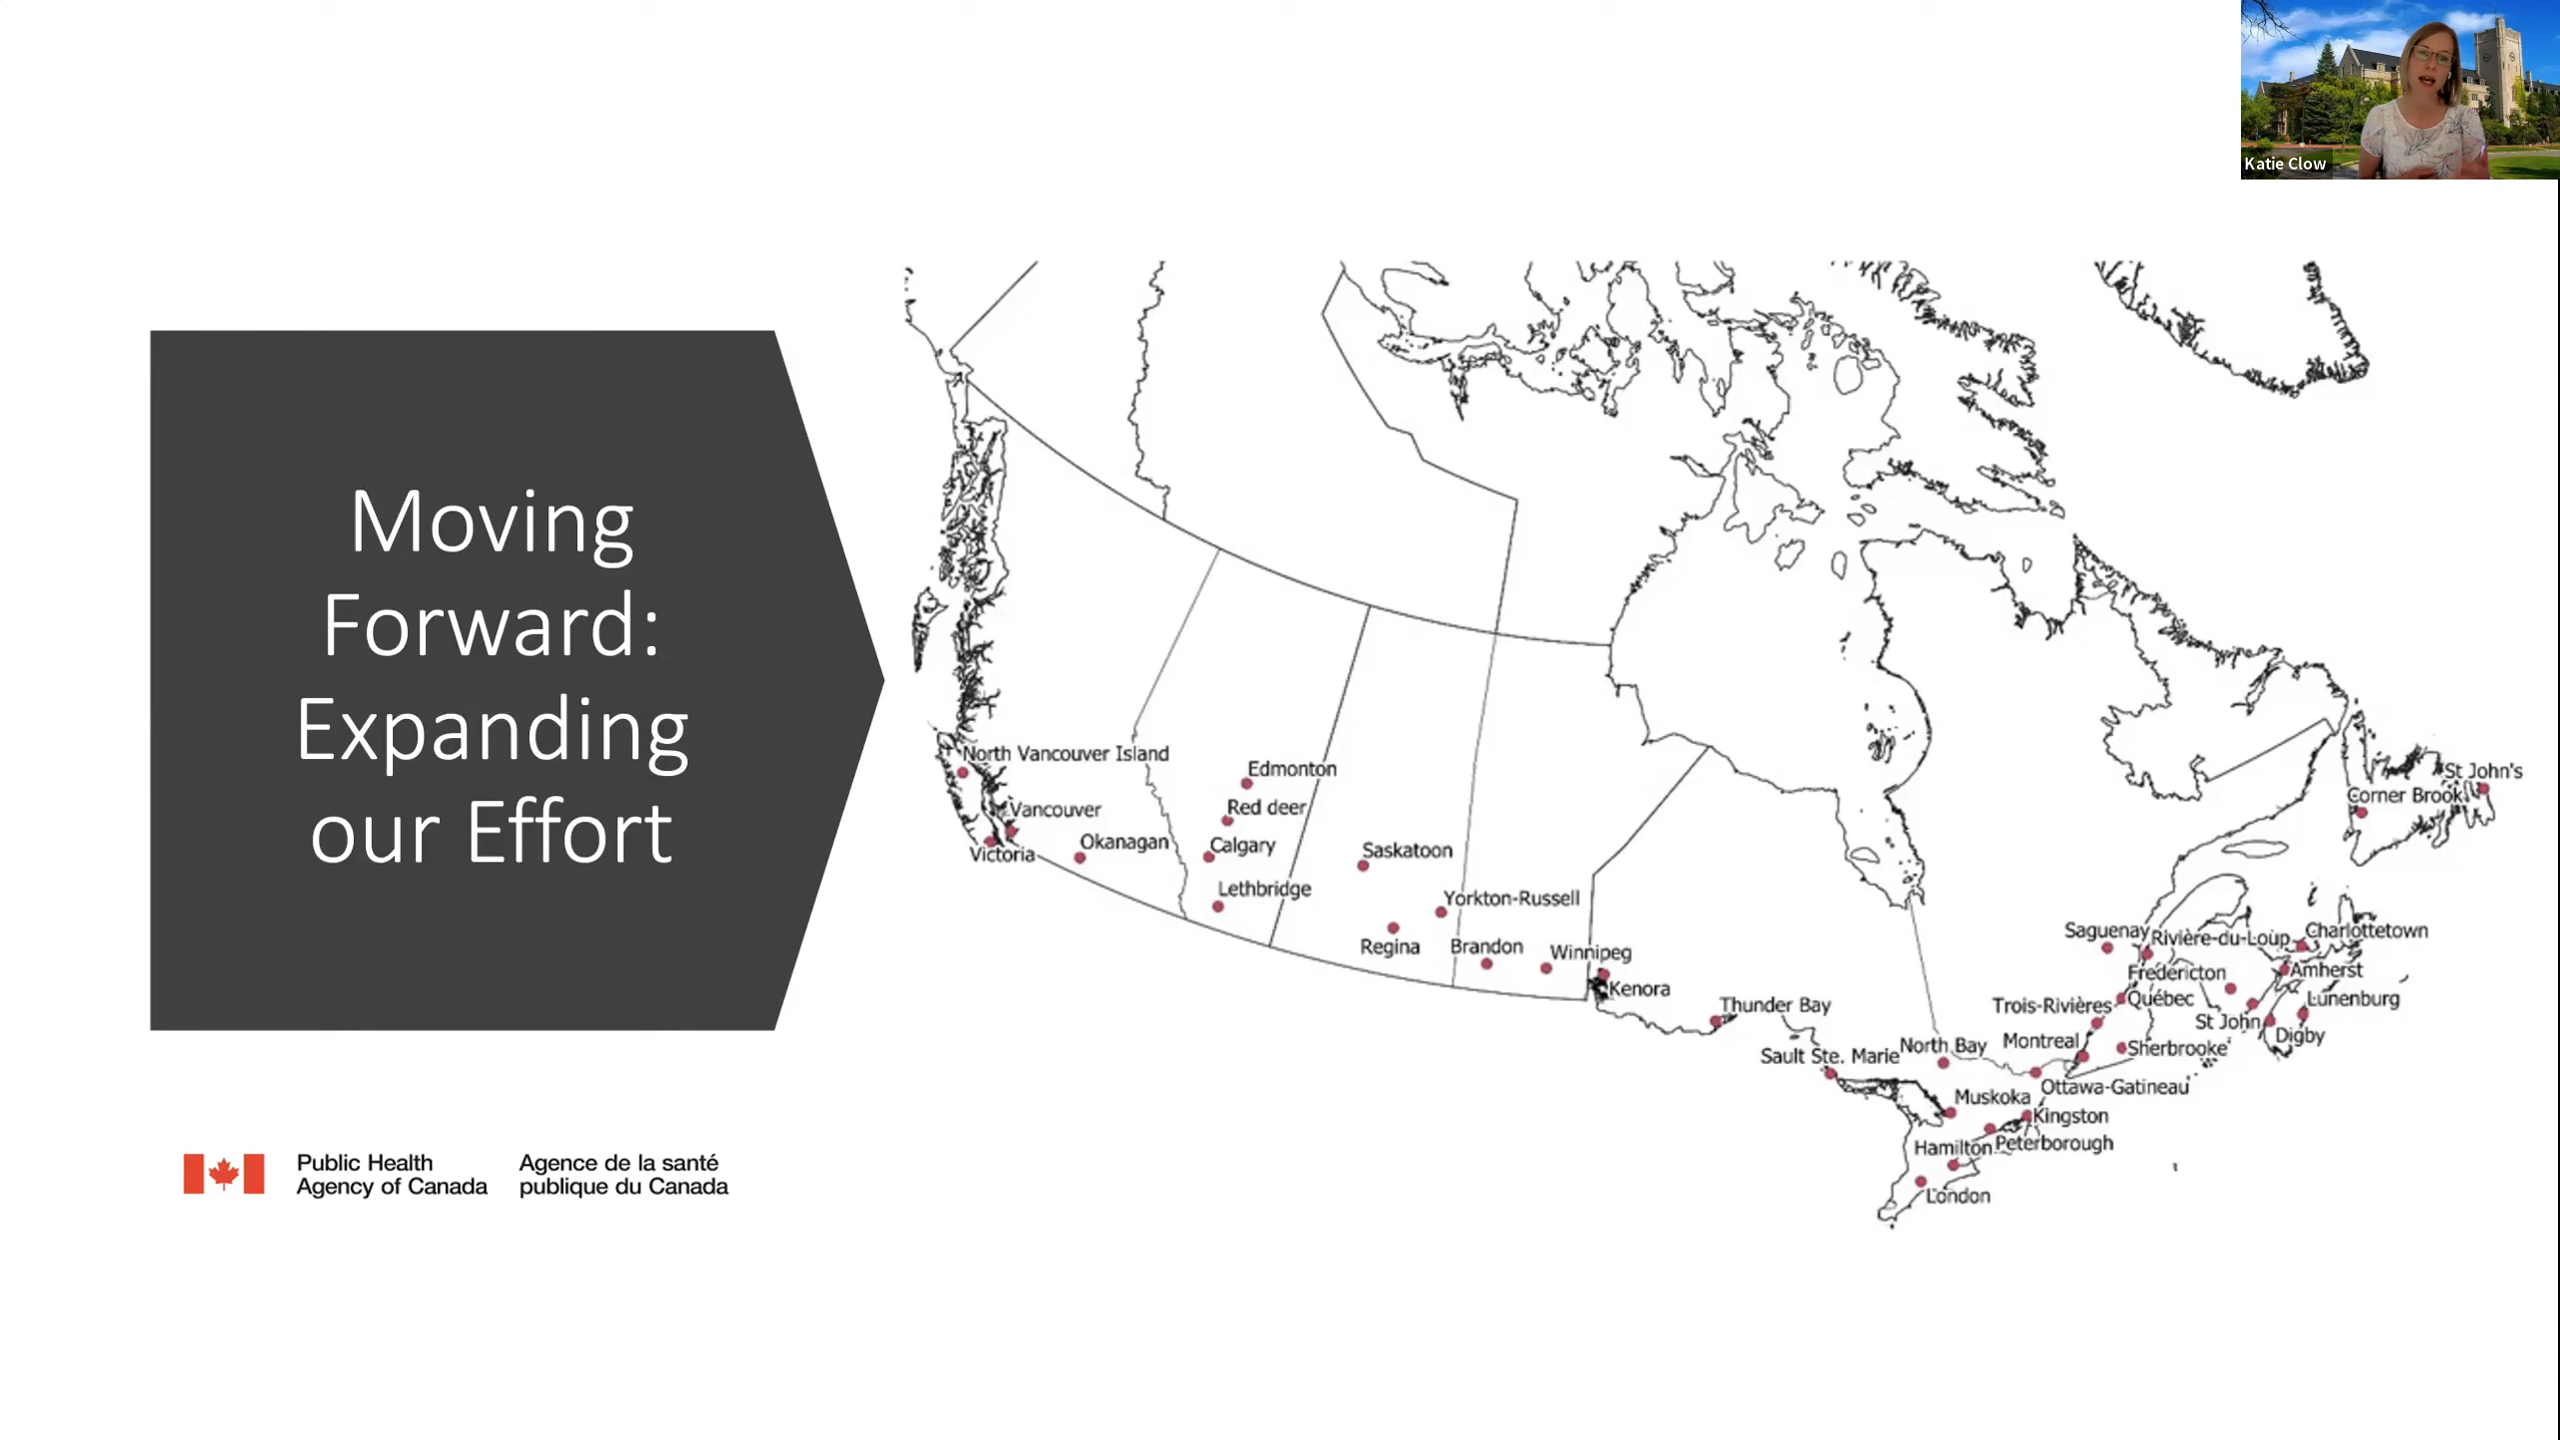 Katie Clow
Moving
Forward:
Expanding
our Effort
Public Health
Agency of Canada
Agence de la santé
publique du Canada
North Vancouver Island
Vancouver
Victoria
Okanagan
Edmonton
Red deer
Calgary
Lethbridge
Saskatoon
Yorkton-Russell
Regina
Brandon
Winnipeg
Kenora
Thunder Bay
Sault Ste. Marie
North Bay
Muskoka
Hamilton
Peterborough
London
Kingston
Ottawa-Gatineau
Montreal
Sherbrooke
Trois-Rivières
Québec
Saguenay
Rivière-du-Loup
Fredericton
St John
Charlottetown
Amherst
Lunenburg
Digby
Corner Brook
St John's